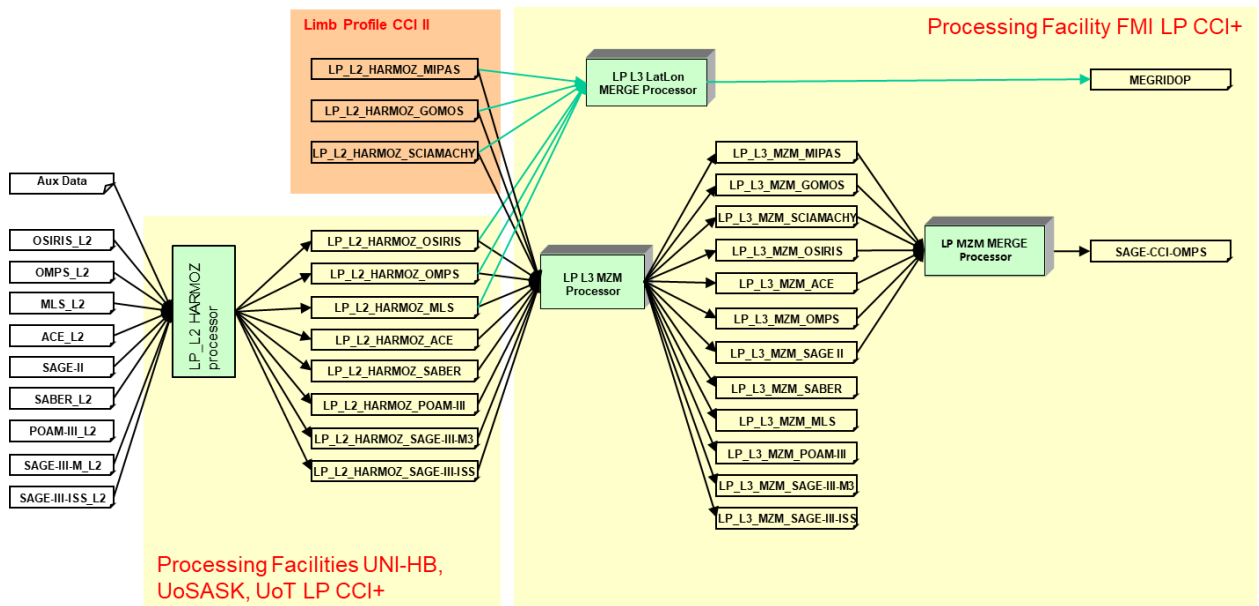 Limb Profile CCI II
Processing Facility FMI LP CCI+
LP_L2_HARMOZ_MIPAS
LP_L2_HARMOZ_GOMOS
LP_L2_HARMOZ_SCIAMACHY
LP L3 LatLon
MERGE Processor
MEGRIDOP
Aux Data
OSIRIS_L2
OMPS_L2
MLS_L2
ACE_L2
SAGE-II
SABER_L2
POAM-III_L2
SAGE-III-M_L2
SAGE-III-ISS_L2
LP_L2 HARMOZ
processor
LP_L2_HARMOZ_OSIRIS
LP_L2_HARMOZ_OMPS
LP_L2_HARMOZ_MLS
LP_L2_HARMOZ_ACE
LP_L2_HARMOZ_SABER
LP_L2_HARMOZ_POAM-III
LP_L2_HARMOZ_SAGE-III-M3
LP_L2_HARMOZ_SAGE-III-ISS
LP L3 MZM
Processor
LP_L3_MZM_MIPAS
LP_L3_MZM_GOMOS
LP_L3_MZM_SCIAMACHY
LP_L3_MZM_OSIRIS
LP_L3_MZM_ACE
LP_L3_MZM_OMPS
LP_L3_MZM_SAGE II
LP_L3_MZM_SABER
LP_L3_MZM_MLS
LP_L3_MZM_POAM-III
LP_L3_MZM_SAGE-III-M3
LP_L3_MZM_SAGE-III-ISS
LP MZM MERGE
Processor
SAGE-CCI-OMPS
Processing Facilities UNI-HB,
UoSASK, UoT LP CCI+